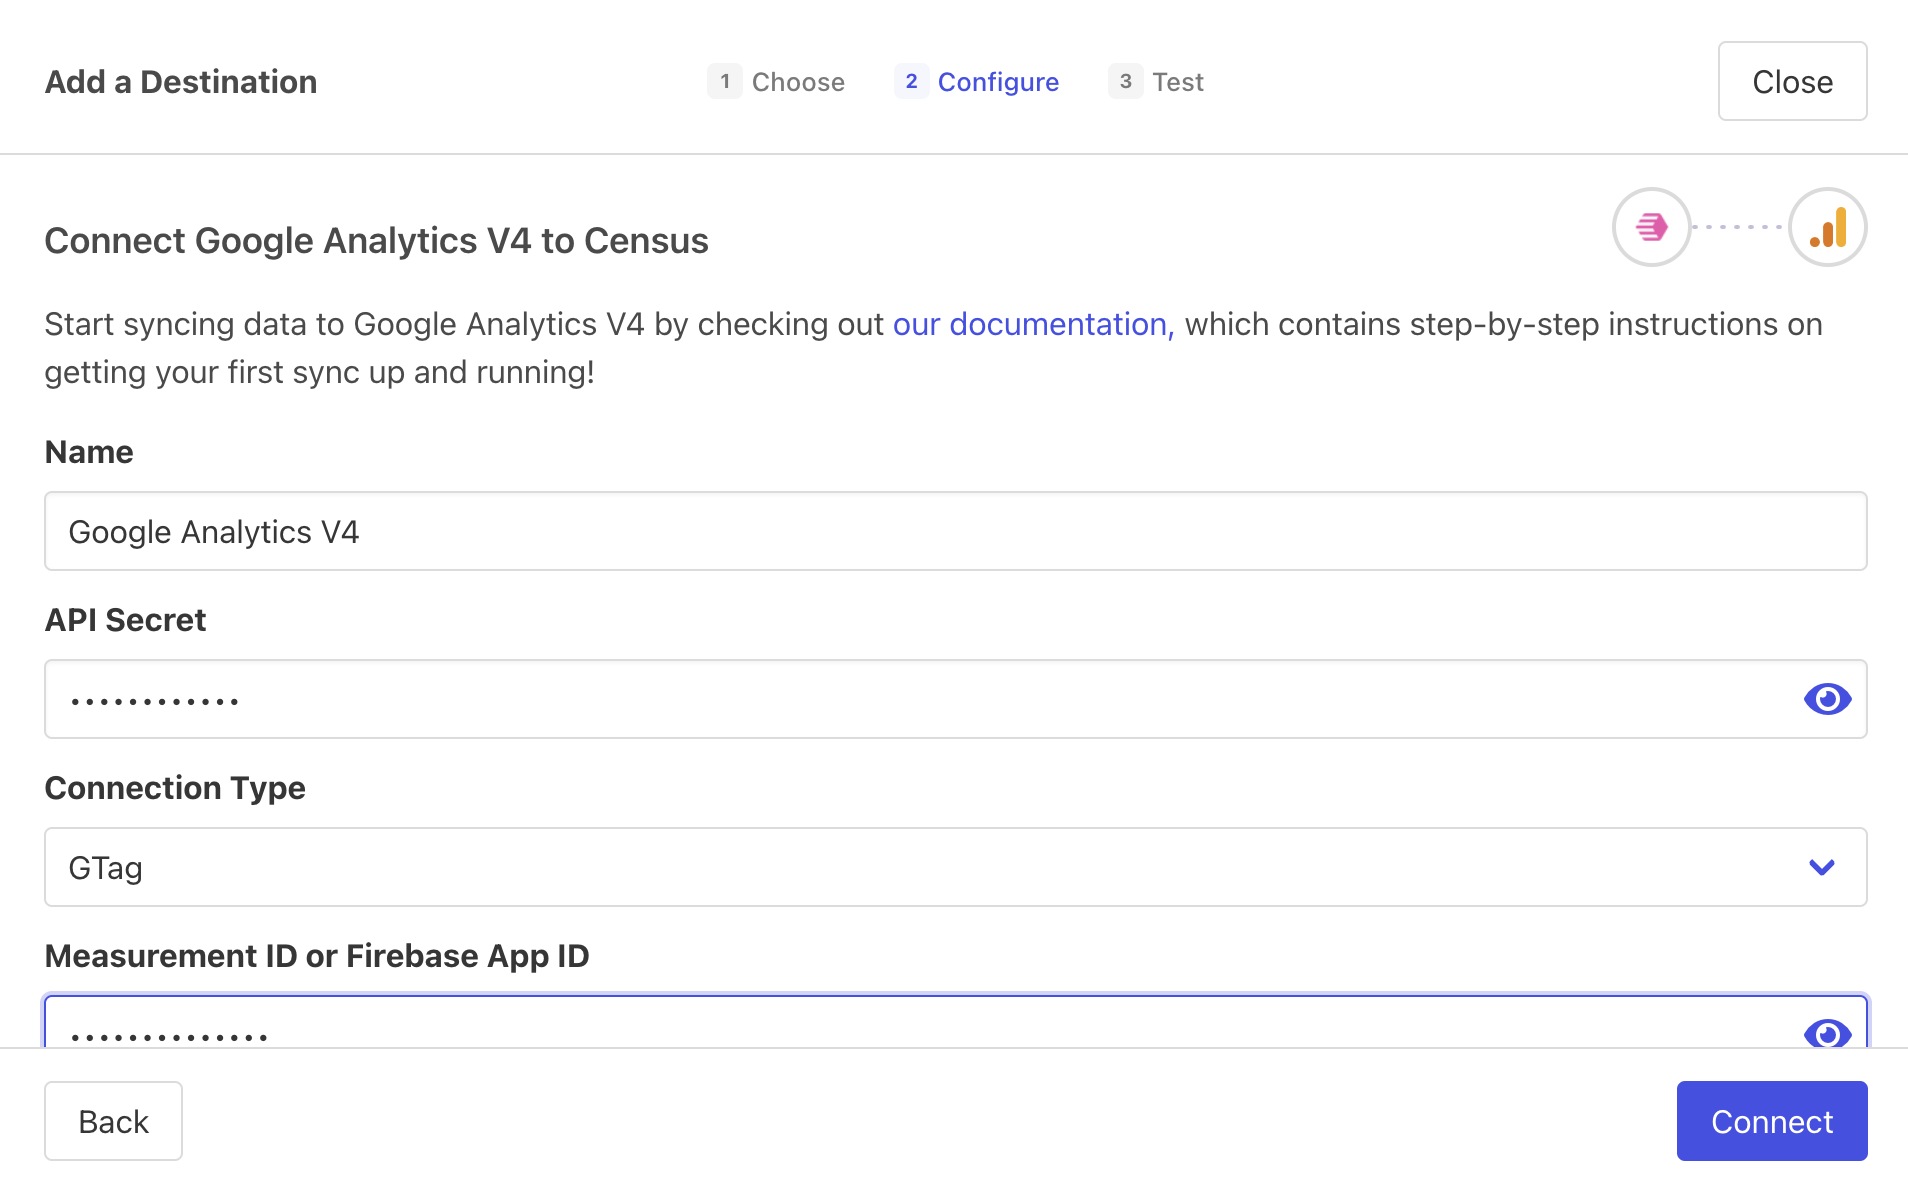 Add a Destination
1 Choose 2 Configure 3 Test
Close
Connect Google Analytics V4 to Census
Start syncing data to Google Analytics V4 by checking out our documentation, which contains step-by-step instructions on
getting your first sync up and running!
Name
Google Analytics V4
API Secret
••••••••••••
Connection Type
GTag
Measurement ID or Firebase App ID
••••••••••••••
Back
Connect